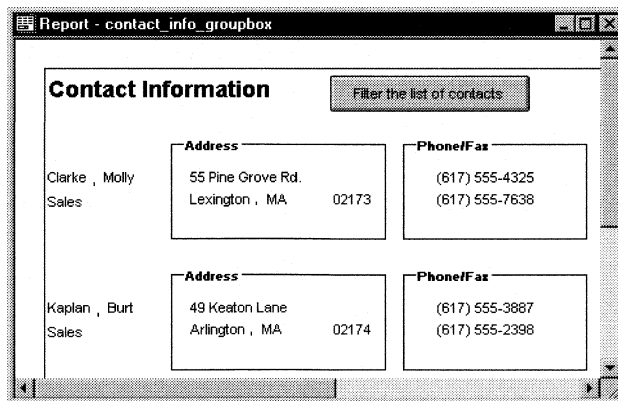 Report - contact_info_groupbox
Contact Information
Filter the list of contacts
Address
Phone/Fax
Clarke , Molly
55 Pine Grove Rd.
(617) 555-4325
Sales
Lexington , MA 02173
(617) 555-7638
Address
Phone/Fax
Kaplan , Burt
49 Keaton Lane
(617) 555-3887
Sales
Arlington , MA 02174
(617) 555-2398